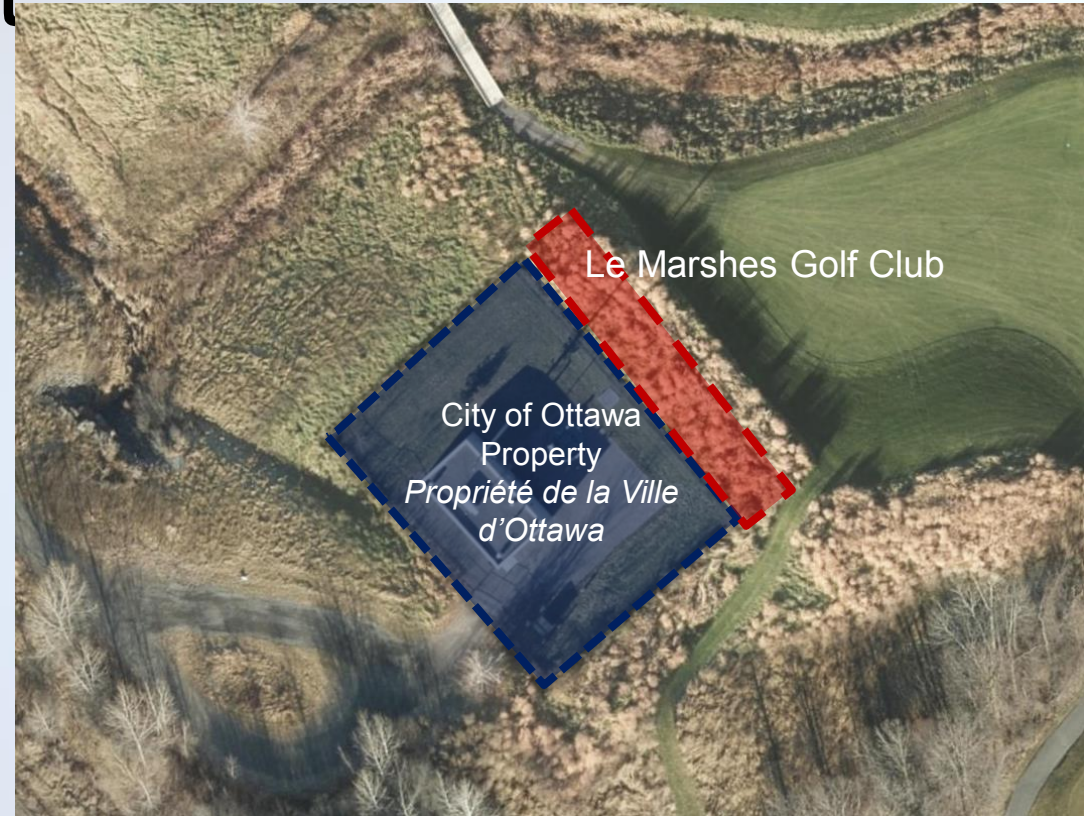 Le Marshes Golf Club
City of Ottawa
Property
Propriété de la Ville
d'Ottawa